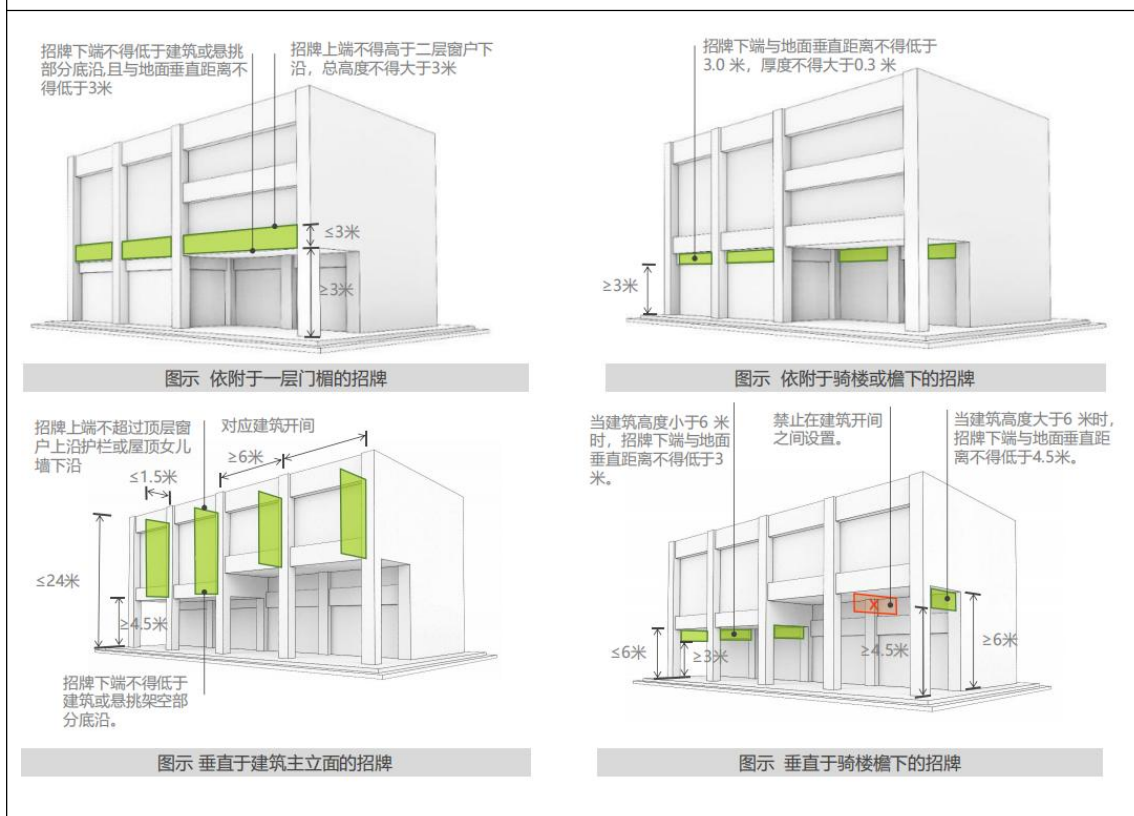 招牌下端不得低于建筑或悬挑
部分底沿,且与地面垂直距离不
得低于3米
招牌上端不得高于二层窗户下
沿，总高度不得大于3米
≤3米
≥3米
图示 依附于一层门楣的招牌
招牌下端与地面垂直距离不得低于
3.0 米，厚度不得大于0.3 米
≥3米
图示 依附于骑楼或檐下的招牌
招牌上端不超过顶层窗
户上沿护栏或屋顶女儿
墙下沿
对应建筑开间
≥6米
≤1.5米
≤24米
≥4.5米
招牌下端不得低于
建筑或悬挑架空部
分底沿。
图示 垂直于建筑主立面的招牌
当建筑高度小于6 米
时，招牌下端与地面
垂直距离不得低于3
米。
禁止在建筑开间
之间设置。
当建筑高度大于6 米时，
招牌下端与地面垂直距
离不得低于4.5米。
X
≤6米
≥3米
≥4.5米
≥6米
图示 垂直于骑楼檐下的招牌